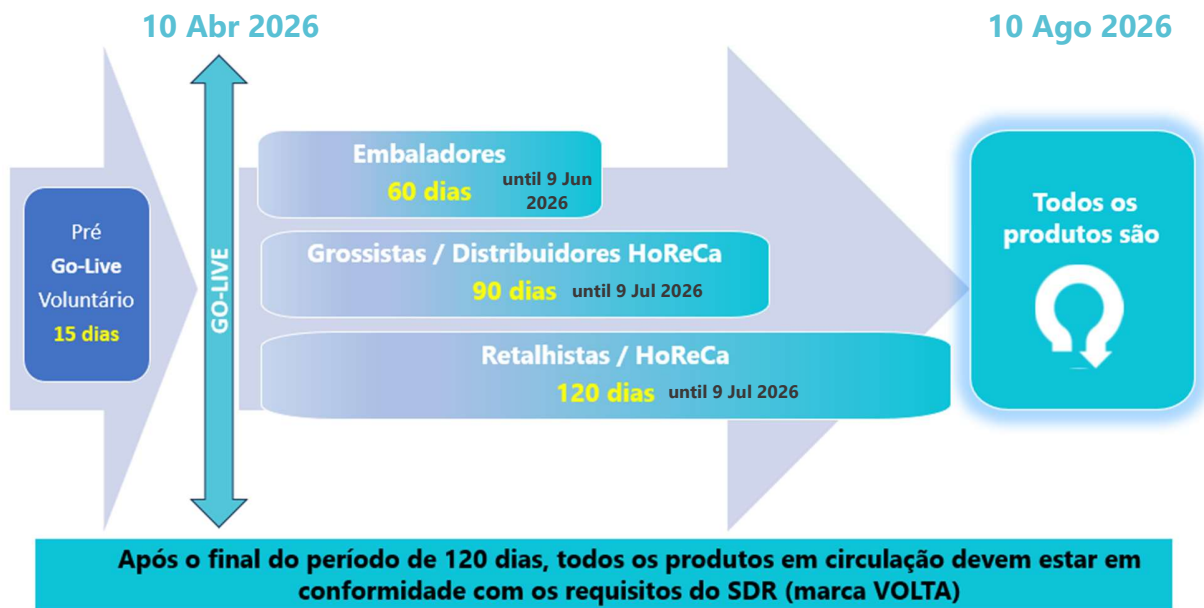 10 Abr 2026
10 Ago 2026
Pré
Go-Live
Voluntário
15 dias
GO-LIVE
Embaladores
60 dias
until 9 Jun
2026
Grossistas / Distribuidores HoReCa
90 dias until 9 Jul 2026
Retalhistas / HoReCa
120 dias until 9 Jul 2026
Todos os
produtos são
Após o final do período de 120 dias, todos os produtos em circulação devem estar em
conformidade com os requisitos do SDR (marca VOLTA)